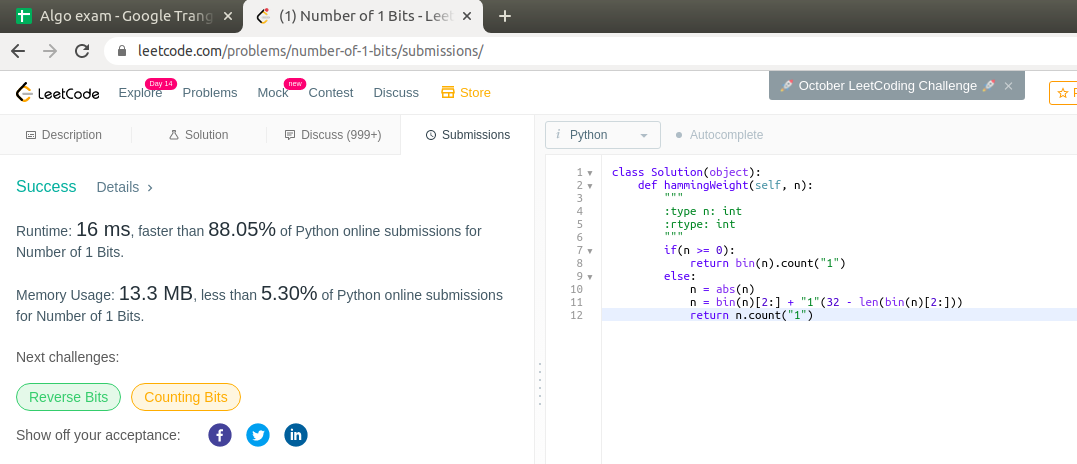 Algo exam - Google Trang ×
(1) Number of 1 Bits - Leet ×
+
leetcode.com/problems/number-of-1-bits/submissions/
LeetCode
Explore
Day 14
Problems
Mock
new
Contest
Discuss
Store
October LeetCoding Challenge ×
Description
Solution
Discuss (999+)
Submissions
i Python
Autocomplete
Success
Details ›
Runtime: 16 ms, faster than 88.05% of Python online submissions for
Number of 1 Bits.
Memory Usage: 13.3 MB, less than 5.30% of Python online submissions
for Number of 1 Bits.
Next challenges:
Reverse Bits
Counting Bits
Show off your acceptance:
f
in
1 class Solution(object):
2     def hammingWeight(self, n):
3         """
4         :type n: int
5         :rtype: int
6         """
7         if(n >= 0):
8             return bin(n).count("1")
9         else:
10             n = abs(n)
11             n = bin(n)[2:] + "1"(32 - len(bin(n)[2:]))
12             return n.count("1")